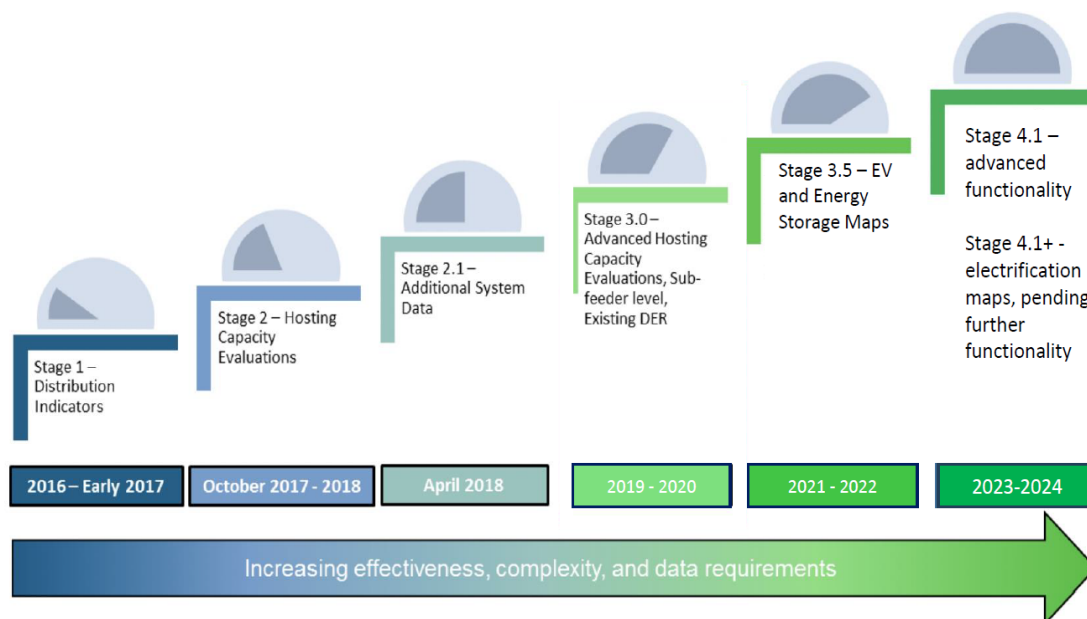 Stage 1 –
Distribution
Indicators
Stage 2 – Hosting
Capacity
Evaluations
Stage 2.1 –
Additional System
Data
Stage 3.0 –
Advanced Hosting
Capacity
Evaluations, Sub-
feeder level,
Existing DER
Stage 3.5 – EV
and Energy
Storage Maps
Stage 4.1 –
advanced
functionality
Stage 4.1+ -
electrification
maps, pending
further
functionality
2016 – Early 2017
October 2017 - 2018
April 2018
2019 - 2020
2021 - 2022
2023-2024
Increasing effectiveness, complexity, and data requirements